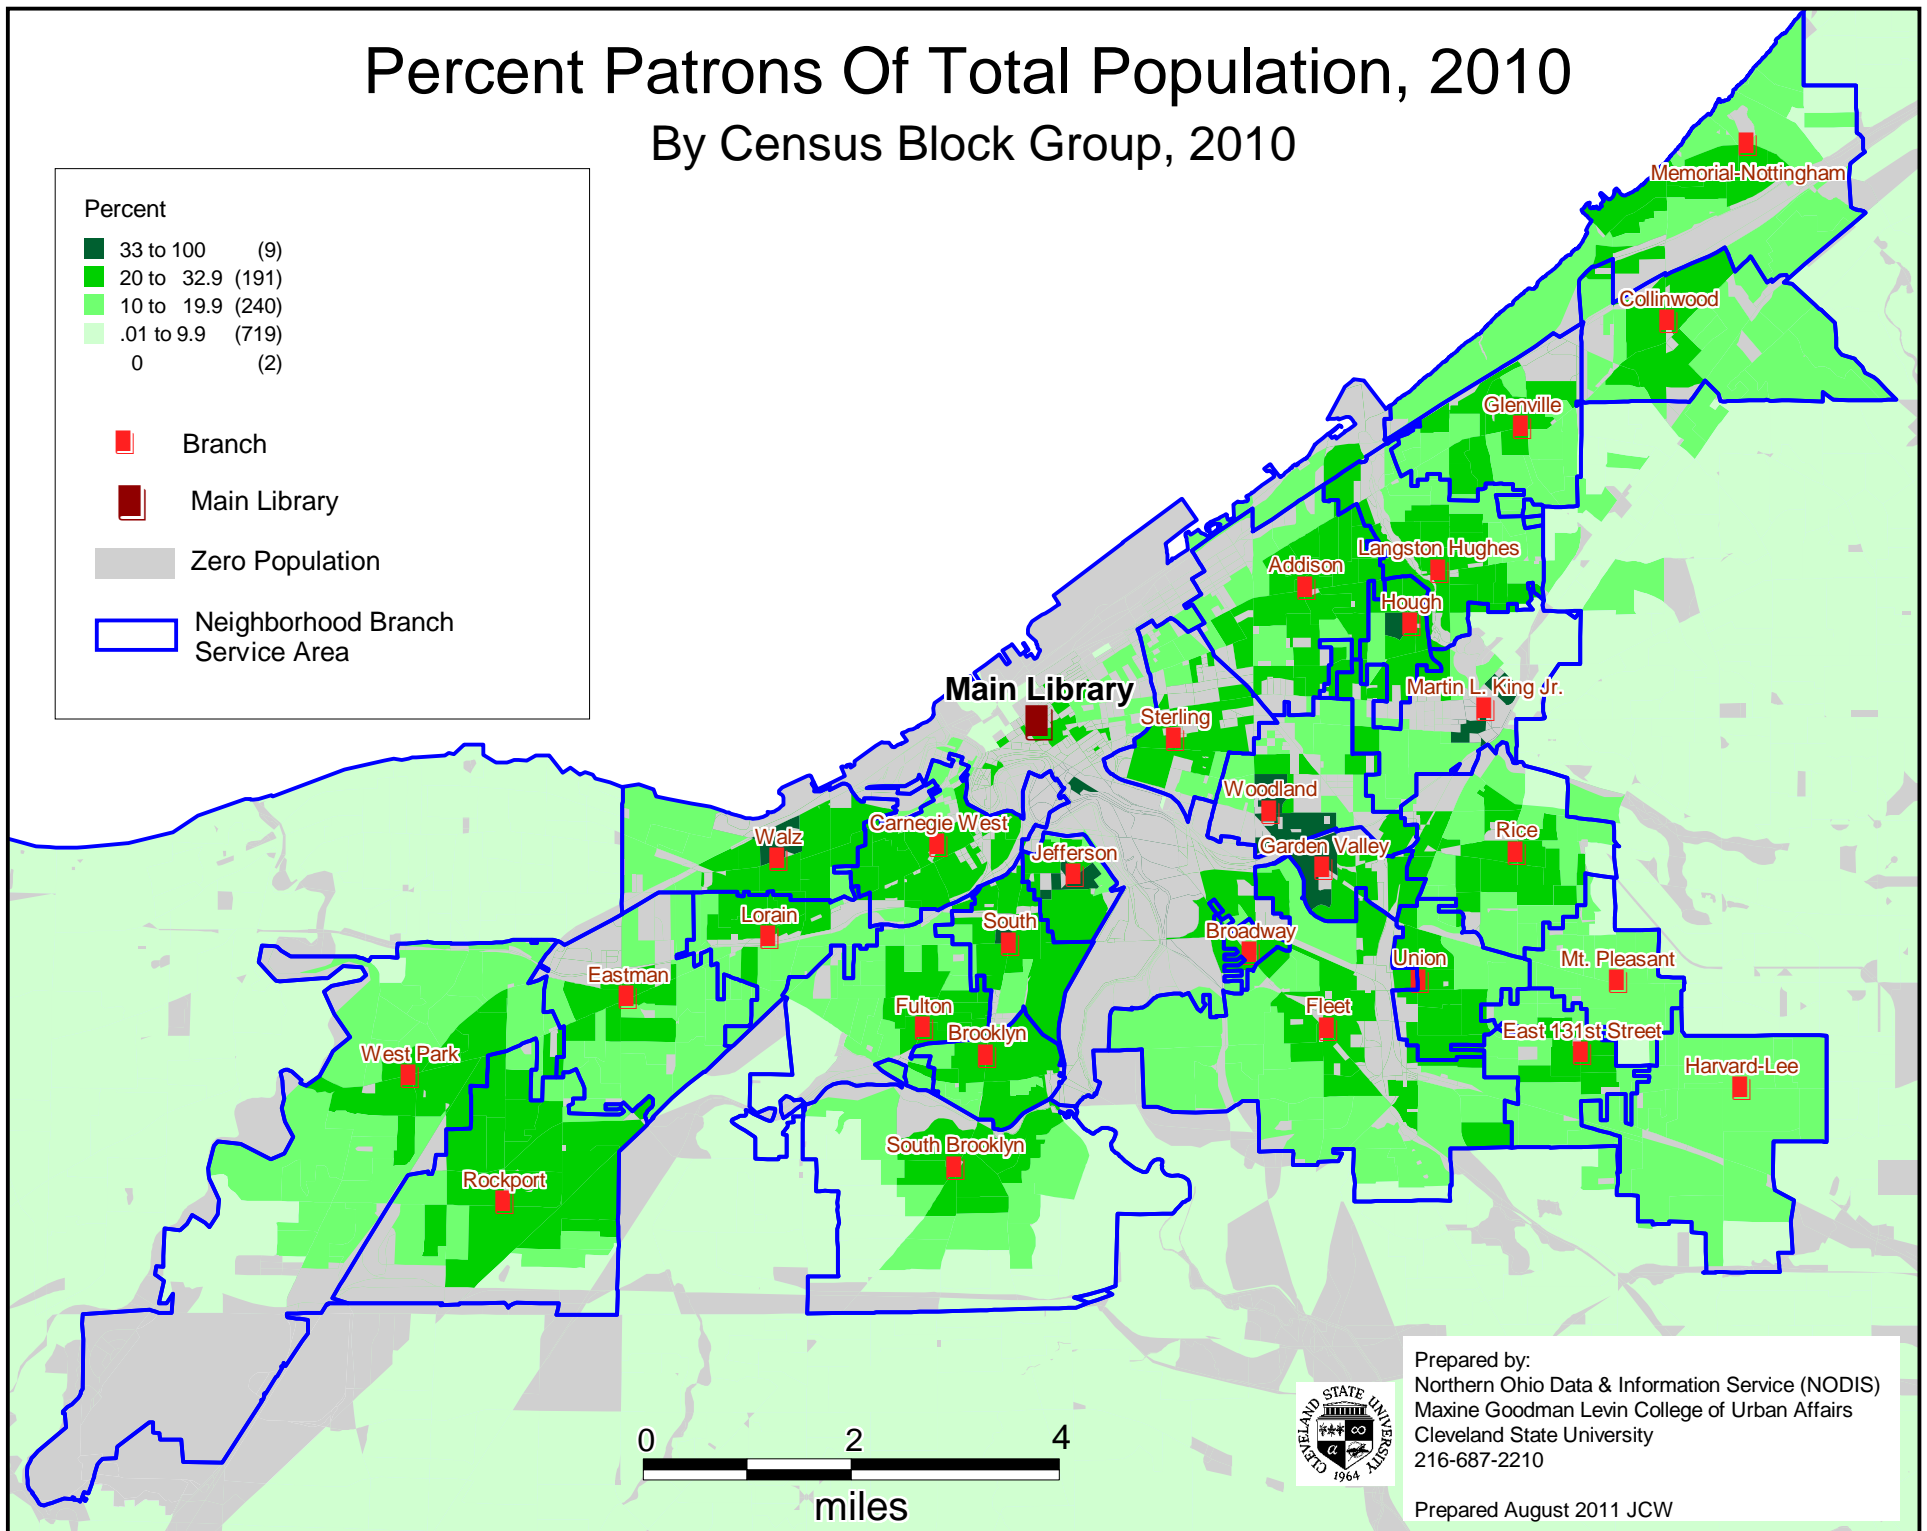 Percent Patrons Of Total Population, 2010
By Census Block Group, 2010
Percent
33 to 100 (9)
20 to 32.9 (191)
10 to 19.9 (240)
.01 to 9.9 (719)
0 (2)
Branch
Main Library
Zero Population
Neighborhood Branch
Service Area
Memorial-Nottingham
Collinwood
Glenville
Langston Hughes
Addison
Hough
Martin L. King Jr.
Main Library
Sterling
Woodland
Walz
Carnegie West
Jefferson
Garden Valley
Rice
Lorain
South
Broadway
Union
Mt. Pleasant
Eastman
Fulton
Brooklyn
Fleet
East 131st Street
West Park
Harvard-Lee
South Brooklyn
Rockport
0 2 4
miles
CLEVELAND STATE UNIVERSITY
1964
Prepared by:
Northern Ohio Data & Information Service (NODIS)
Maxine Goodman Levin College of Urban Affairs
Cleveland State University
216-687-2210
Prepared August 2011 JCW